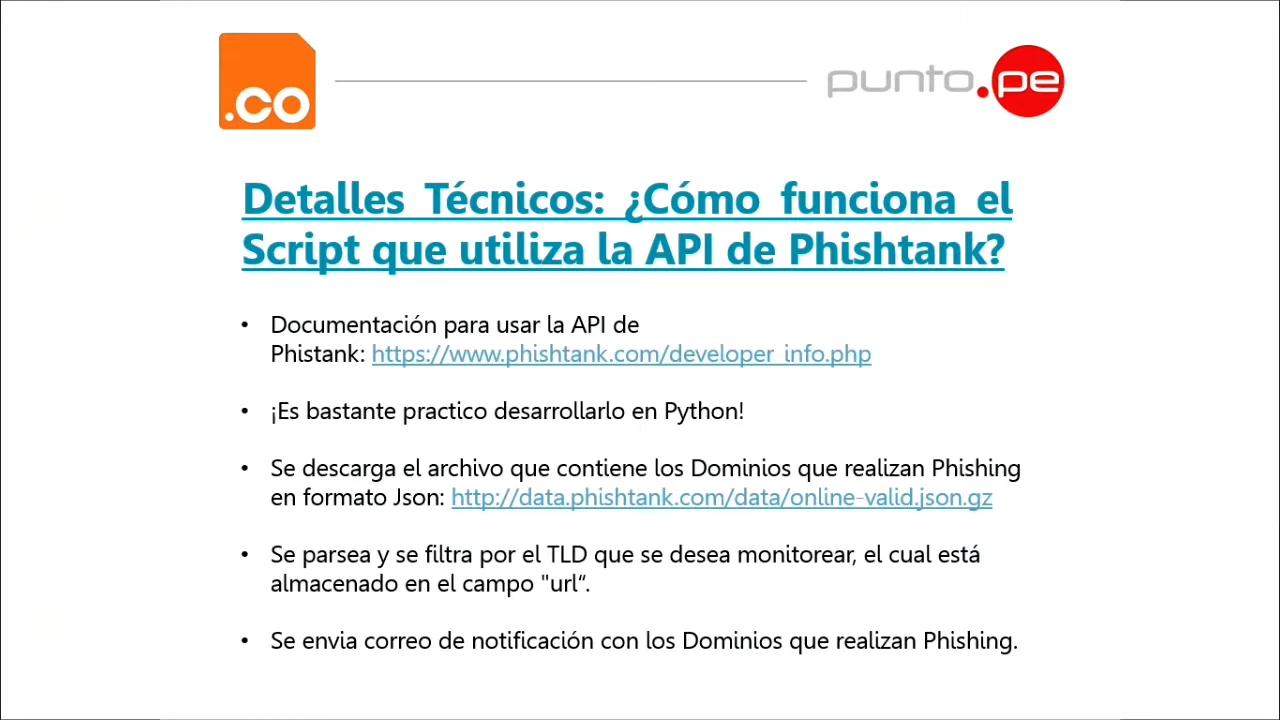 .co
punto.pe
Detalles Técnicos: ¿Cómo funciona el
Script que utiliza la API de Phishtank?
• Documentación para usar la API de
Phistank: https://www.phishtank.com/developer_info.php
• ¡Es bastante practico desarrollarlo en Python!
• Se descarga el archivo que contiene los Dominios que realizan Phishing
en formato Json: http://data.phishtank.com/data/online-valid.json.gz
• Se parsea y se filtra por el TLD que se desea monitorear, el cual está
almacenado en el campo "url“.
• Se envia correo de notificación con los Dominios que realizan Phishing.